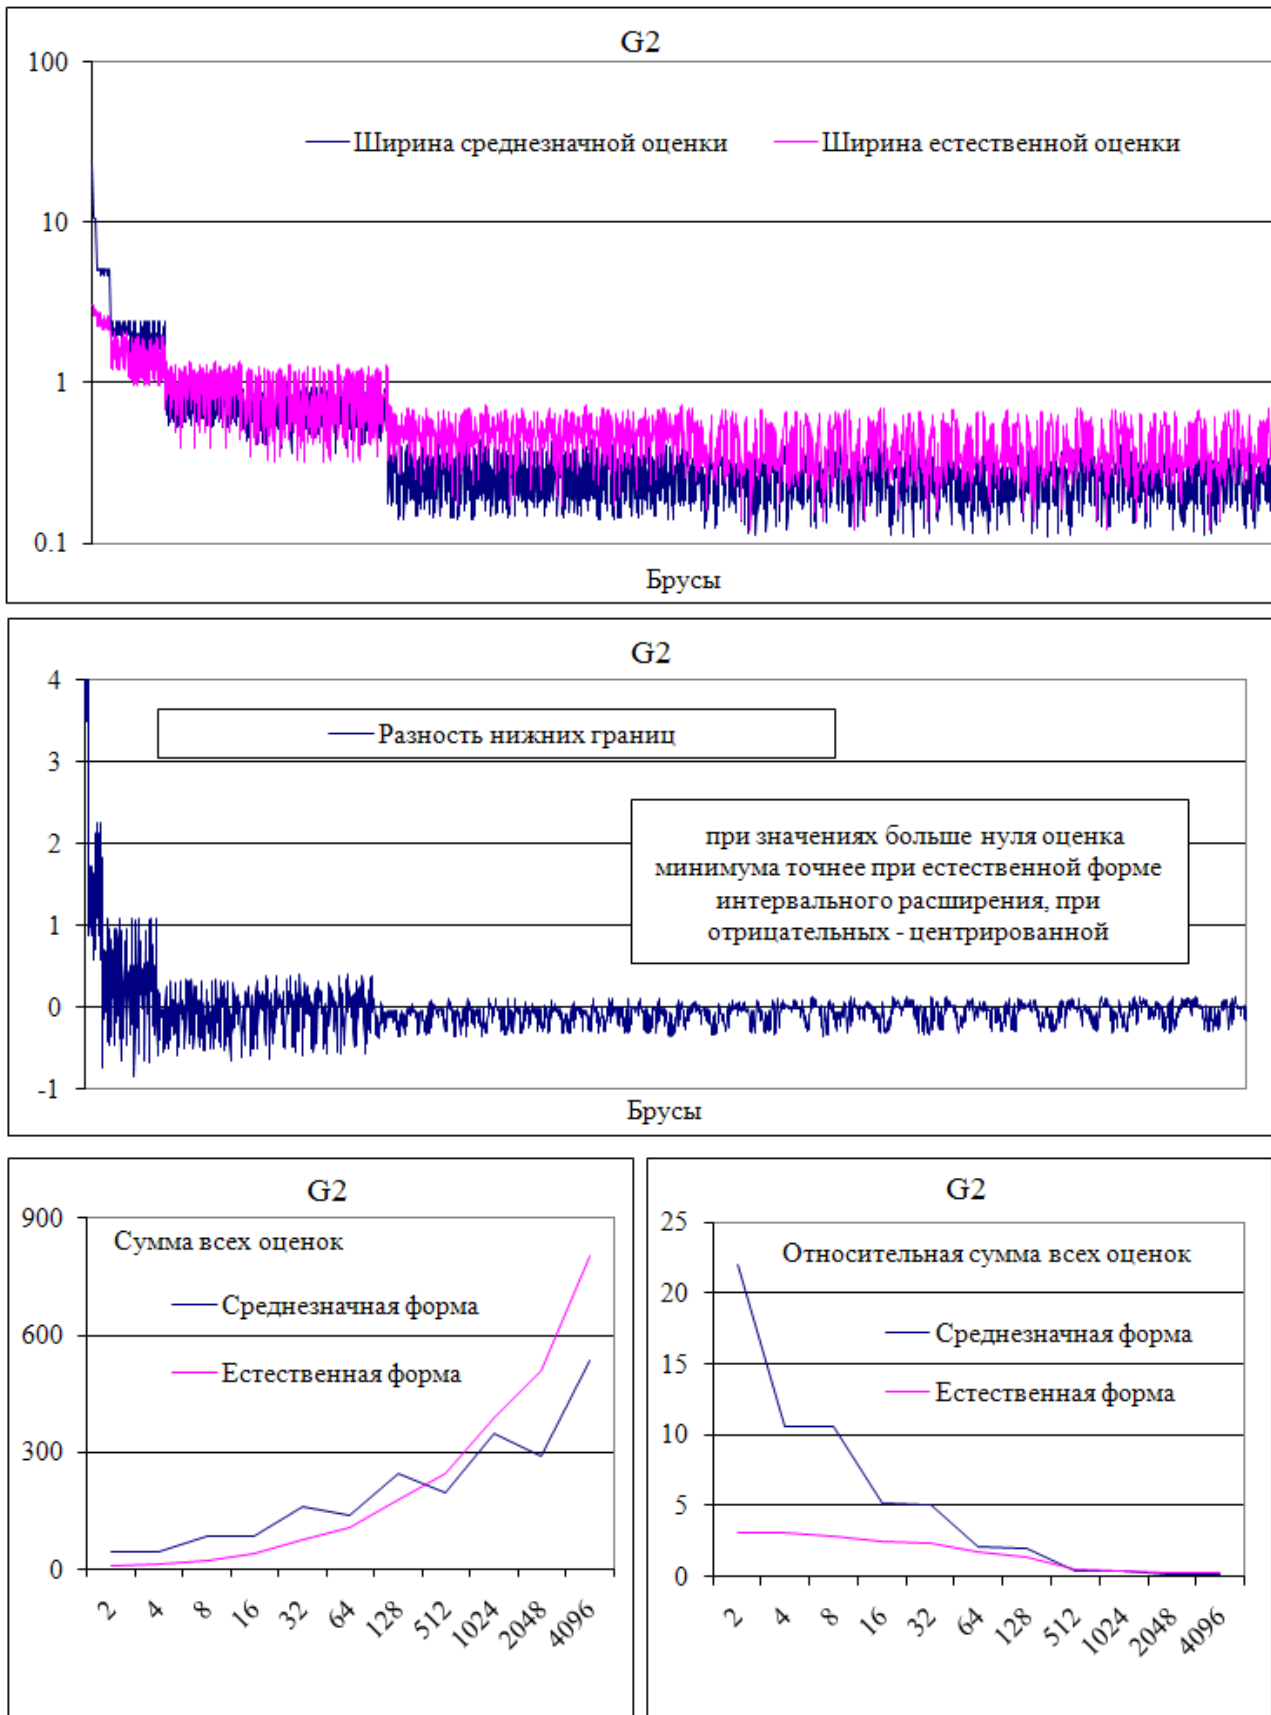 G2
100
Ширина среднезначной оценки
Ширина естественной оценки
10
1
0.1
Брусы
G2
4
Разность нижних границ
3
при значениях больше нуля оценка
минимума точнее при естественной форме
интервального расширения, при
отрицательных - центрированной
2
1
0
-1
Брусы
G2
900
Сумма всех оценок
Среднезначная форма
600
Естественная форма
300
0
2
4
8
16
32
64
128
512
1024
2048
4096
G2
25
Относительная сумма всех оценок
20
Среднезначная форма
15
Естественная форма
10
5
0
2
4
8
16
32
64
128
512
1024
2048
4096